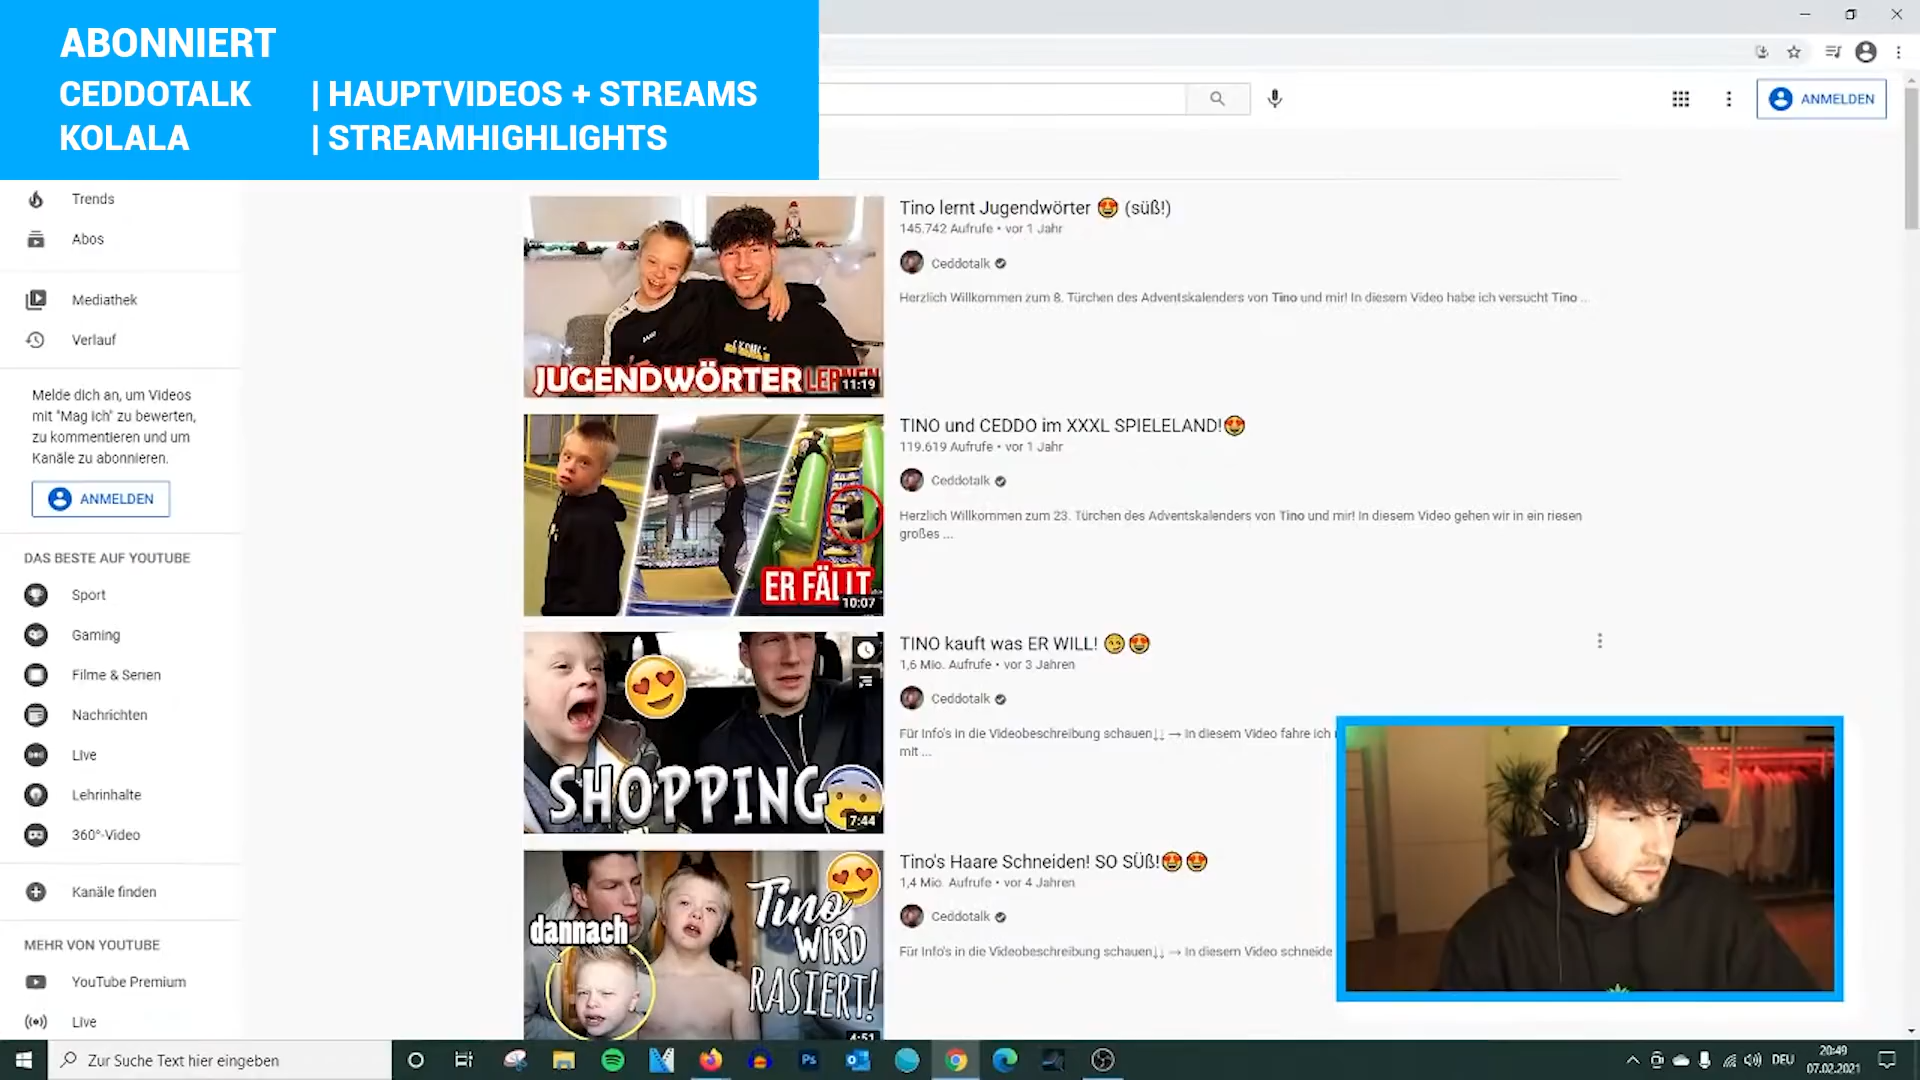 ABONNIERT
CEDDOTALK | HAUPTVIDEOS + STREAMS
KOLALA | STREAMHIGHLIGHTS
ANMELDEN
Trends
Abos
Mediathek
Verlauf
Melde dich an, um Videos
mit "Mag ich" zu bewerten,
zu kommentieren und um
Kanäle zu abonnieren.
ANMELDEN
DAS BESTE AUF YOUTUBE
Sport
Gaming
Filme & Serien
Nachrichten
Live
Lehrinhalte
360°-Video
Kanäle finden
MEHR VON YOUTUBE
YouTube Premium
Live
JUGENDWÖRTER LERNEN
11:19
Tino lernt Jugendwörter 😍 (süß!)
145.742 Aufrufe • vor 1 Jahr
Ceddotalk
Herzlich Willkommen zum 8. Türchen des Adventskalenders von Tino und mir! In diesem Video habe ich versucht Tino ...
ER FÄLLT
10:07
TINO und CEDDO im XXXL SPIELELAND!😍
119.619 Aufrufe • vor 1 Jahr
Ceddotalk
Herzlich Willkommen zum 23. Türchen des Adventskalenders von Tino und mir! In diesem Video gehen wir in ein riesen
großes ...
SHOPPING
7:44
TINO kauft was ER WILL! 😏 😍
1,6 Mio. Aufrufe • vor 3 Jahren
Ceddotalk
Für Info's in die Videobeschreibung schauen↓↓ → In diesem Video fahre ich
mit ...
dannach
Tino
WIRD
RASIERT!
4:51
Tino's Haare Schneiden! SO SÜß!😍😍
1,4 Mio. Aufrufe • vor 4 Jahren
Ceddotalk
Für Info's in die Videobeschreibung schauen↓↓ → In diesem Video schneide
Zur Suche Text hier eingeben
Ps
DEU
20:49
07.02.2021